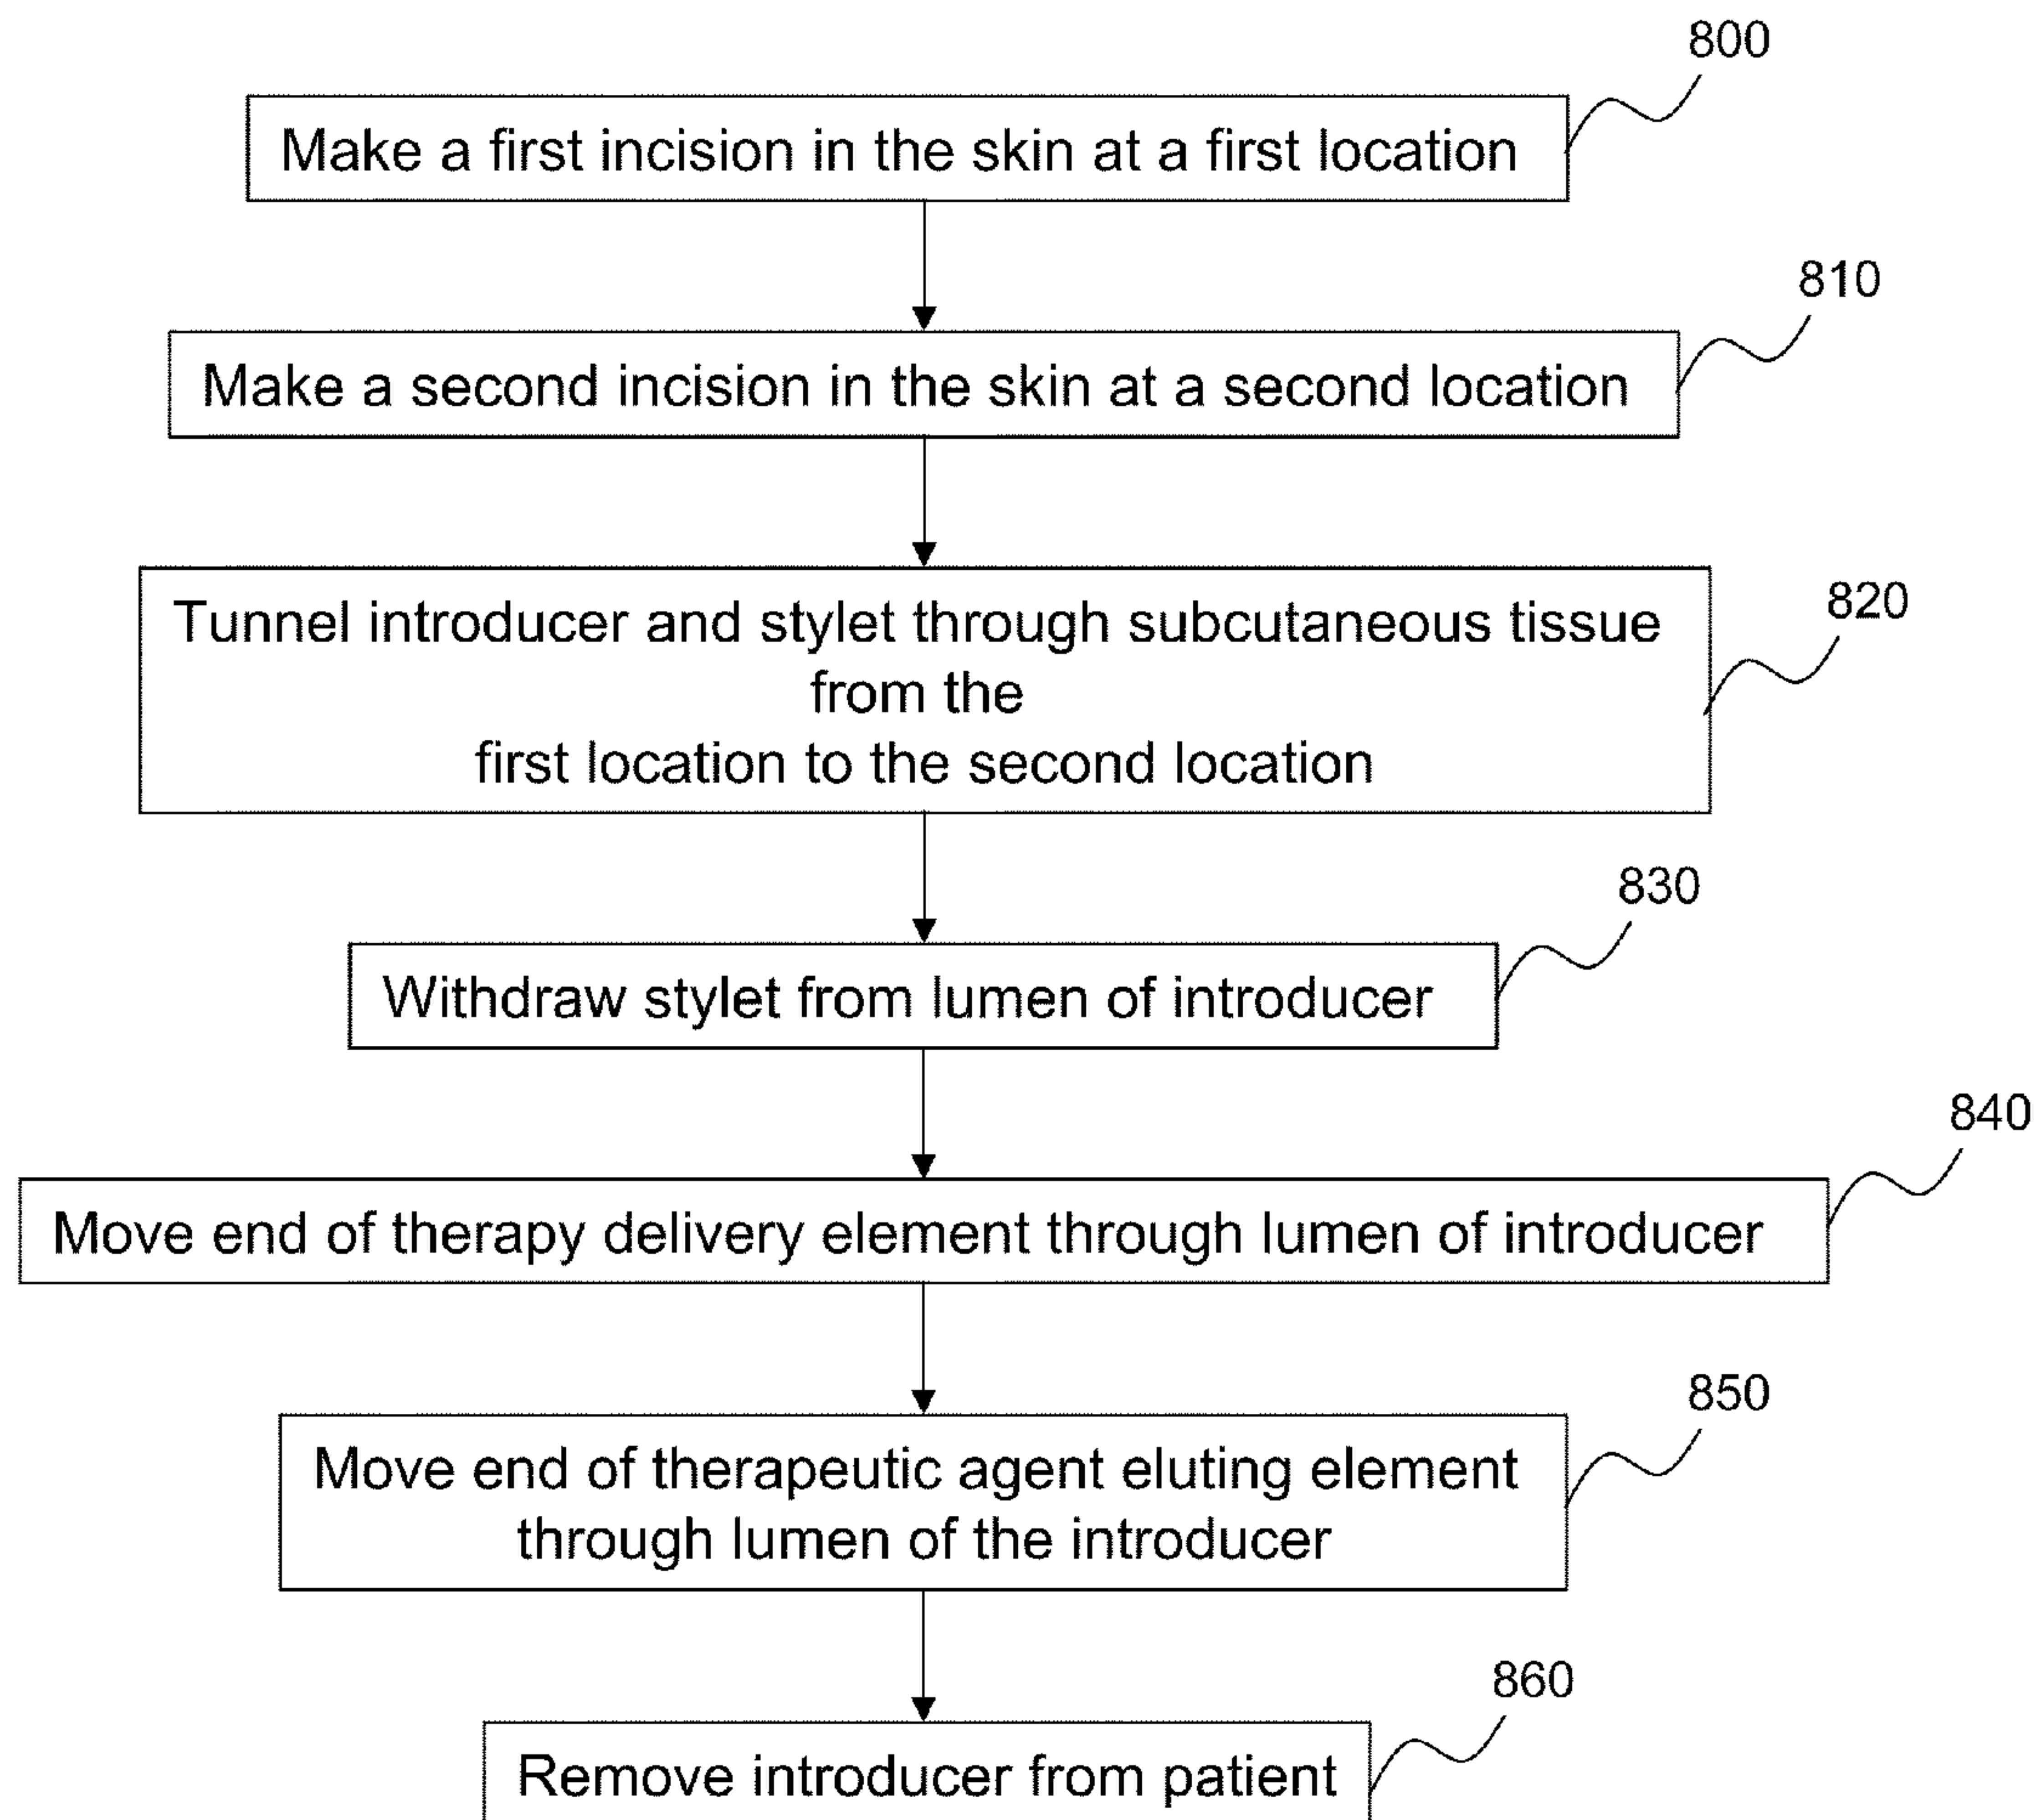 800
Make a first incision in the skin at a first location
810
Make a second incision in the skin at a second location
820
Tunnel introducer and stylet through subcutaneous tissue
from the
first location to the second location
830
Withdraw stylet from lumen of introducer
840
Move end of therapy delivery element through lumen of introducer
850
Move end of therapeutic agent eluting element
through lumen of the introducer
860
Remove introducer from patient